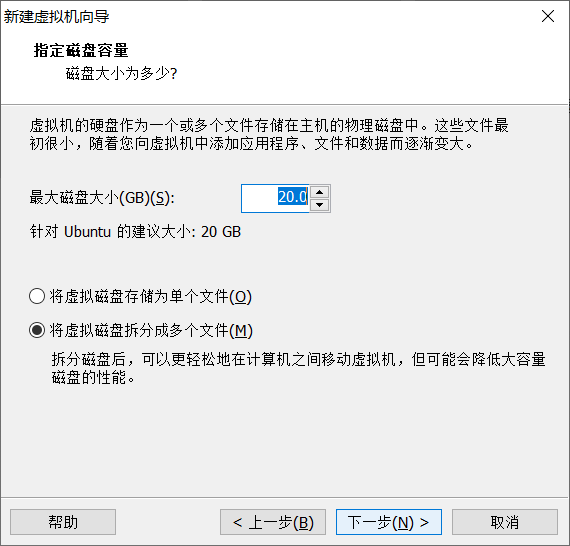 新建虚拟机向导
指定磁盘容量
磁盘大小为多少?
虚拟机的硬盘作为一个或多个文件存储在主机的物理磁盘中。这些文件最
初很小，随着您向虚拟机中添加应用程序、文件和数据而逐渐变大。
最大磁盘大小(GB)(S): 20.0
针对 Ubuntu 的建议大小: 20 GB
将虚拟磁盘存储为单个文件(O)
将虚拟磁盘拆分成多个文件(M)
拆分磁盘后，可以更轻松地在计算机之间移动虚拟机，但可能会降低大容量
磁盘的性能。
帮助 < 上一步(B) 下一步(N) > 取消